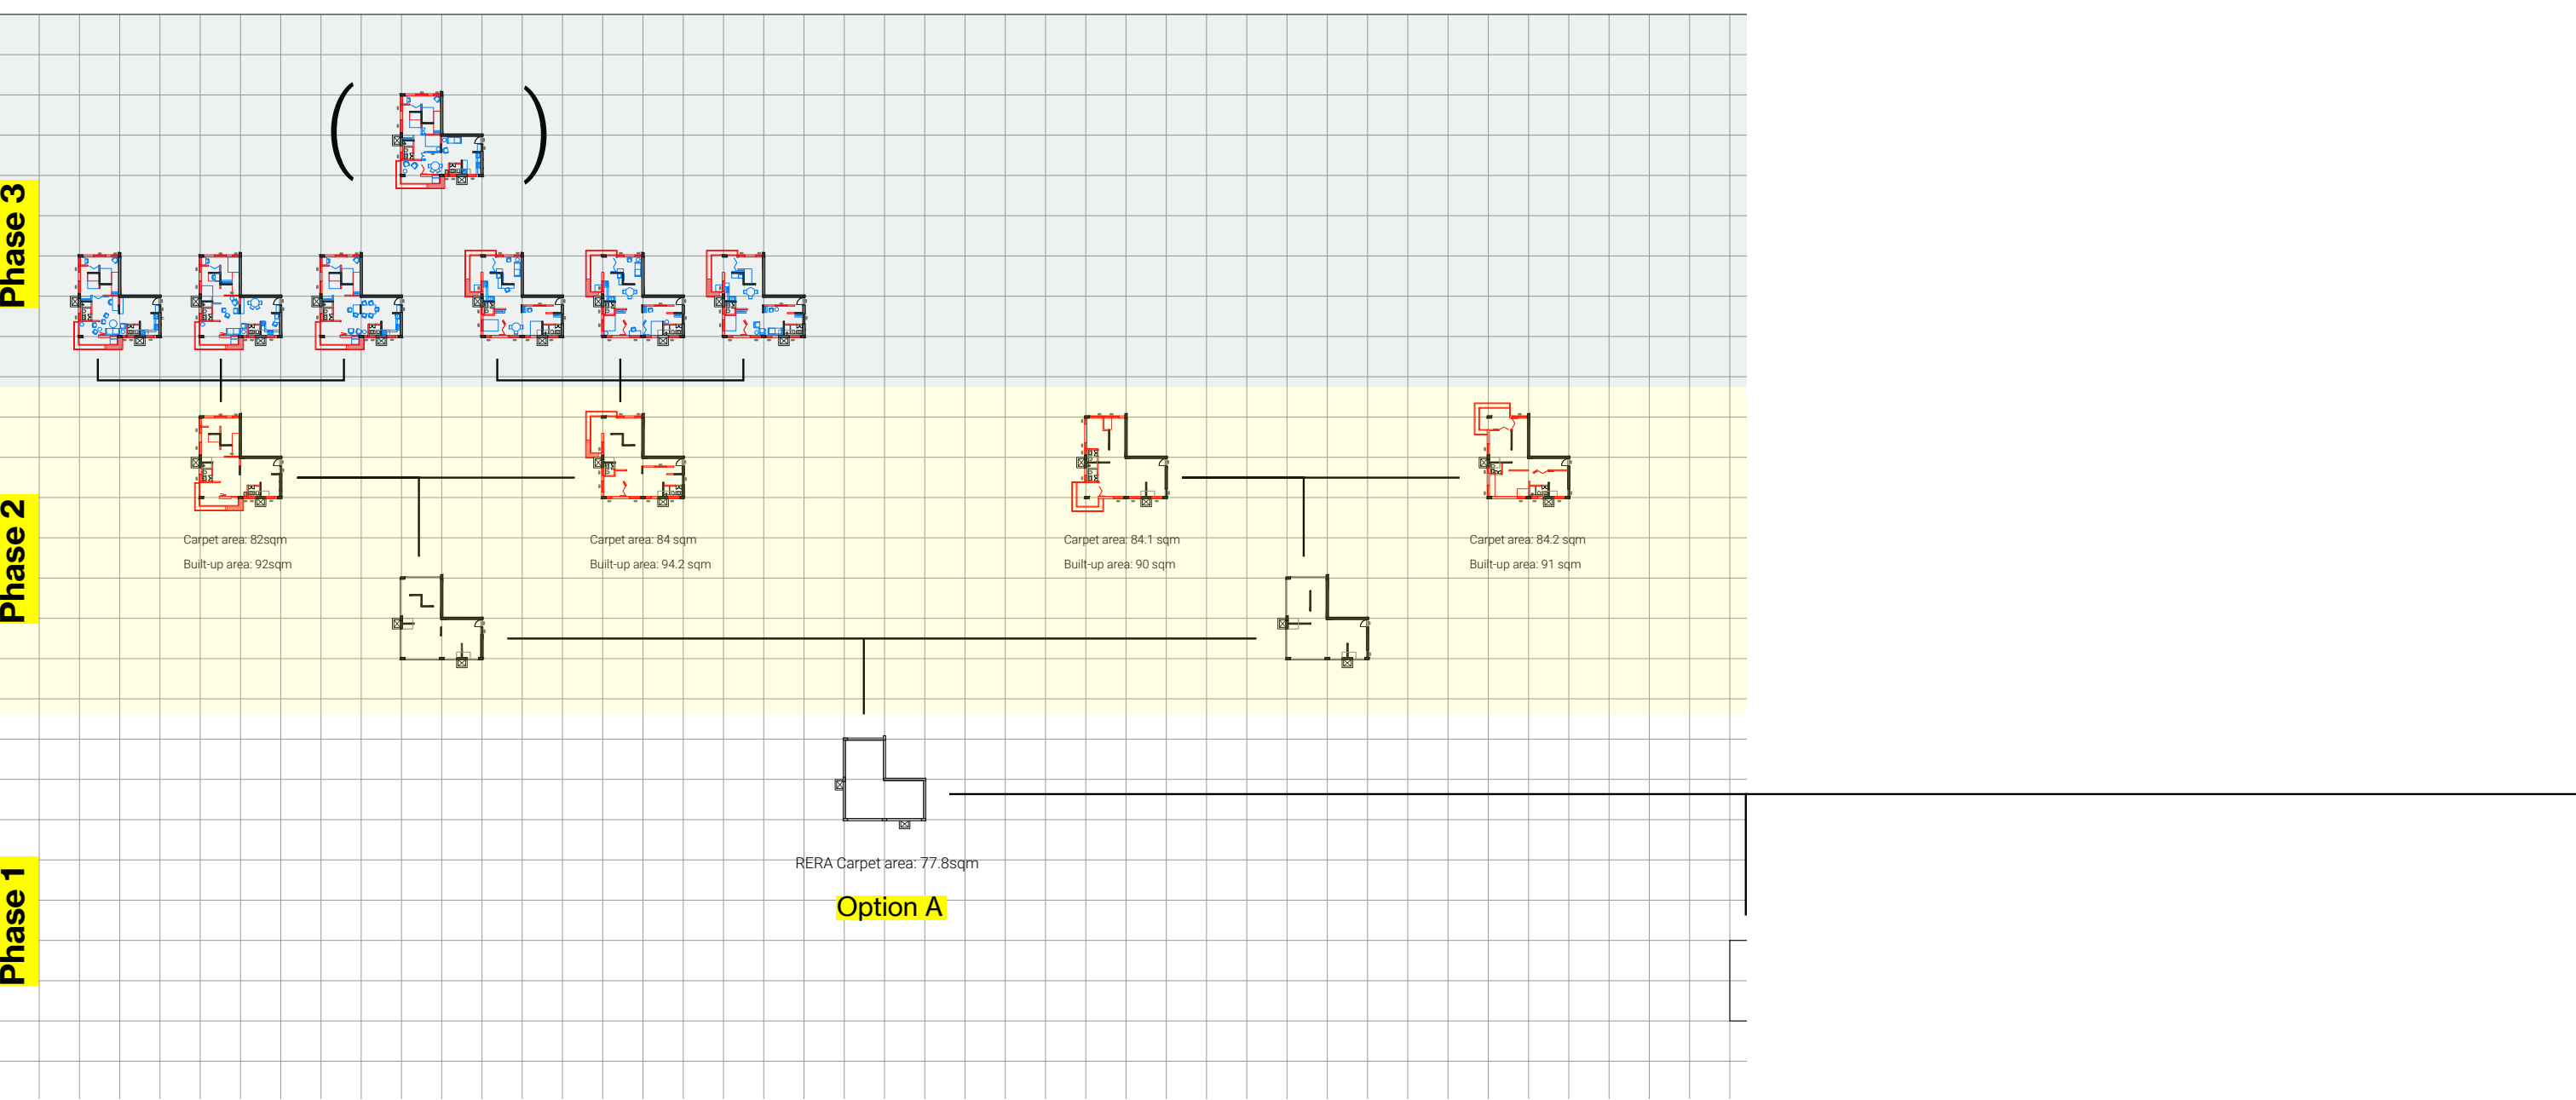 Phase 3
Phase 2
Carpet area: 82sqm
Built-up area: 92sqm
Carpet area: 84 sqm
Built-up area: 94.2 sqm
Carpet area: 84.1 sqm
Built-up area: 90 sqm
Carpet area: 84.2 sqm
Built-up area: 91 sqm
Phase 1
RERA Carpet area: 77.8sqm
Option A